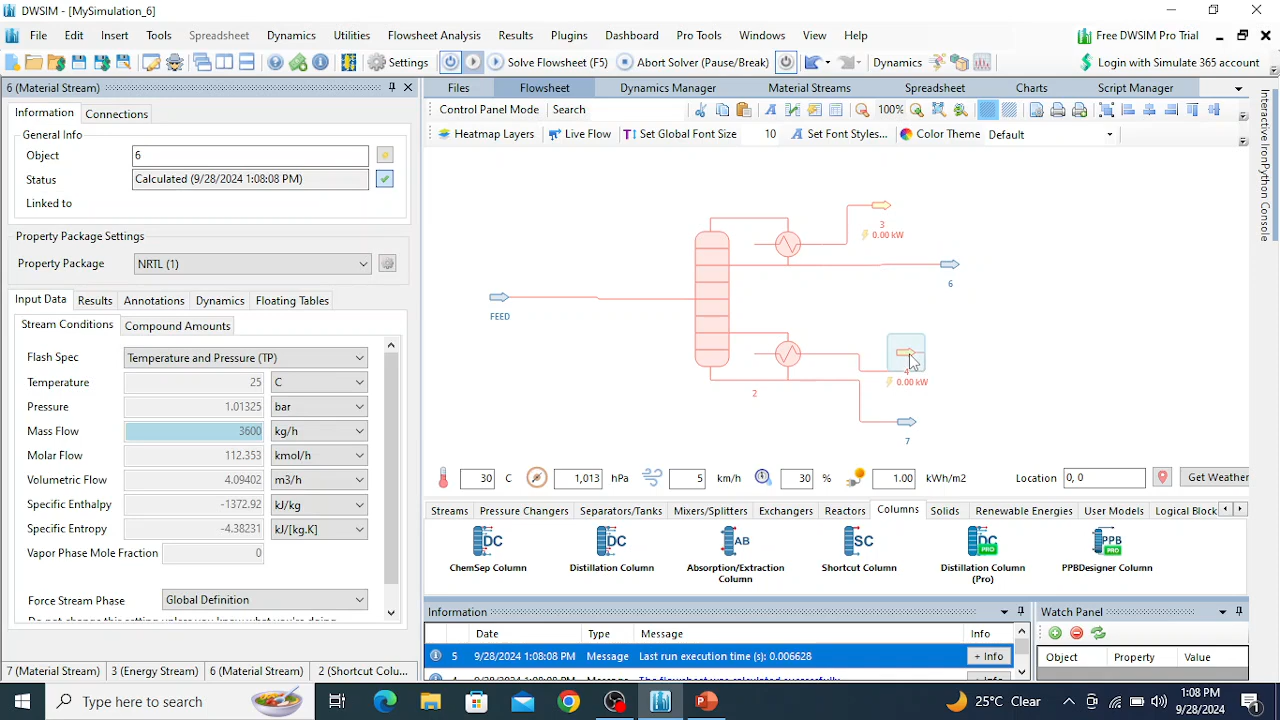 DWSIM - [MySimulation_6]
File Edit Insert Tools Spreadsheet Dynamics Utilities Flowsheet Analysis Results Plugins Dashboard Pro Tools Windows View Help Free DWSIM Pro Trial
Settings Solve Flowsheet (F5) Abort Solver (Pause/Break) Dynamics Login with Simulate 365 account
6 (Material Stream)
Files Flowsheet Dynamics Manager Material Streams Spreadsheet Charts Script Manager
Information Connections
Control Panel Mode Search 100%
Heatmap Layers Live Flow Set Global Font Size 10 Set Font Styles... Color Theme Default
Interactive IronPython Console
General Info
Object 6
Status Calculated (9/28/2024 1:08:08 PM)
Linked to
Property Package Settings
Property Package NRTL (1)
Input Data Results Annotations Dynamics Floating Tables
Stream Conditions Compound Amounts
Flash Spec Temperature and Pressure (TP)
Temperature 25 C
Pressure 1.01325 bar
Mass Flow 3600 kg/h
Molar Flow 112.353 kmol/h
Volumetric Flow 4.09402 m3/h
Specific Enthalpy -1372.92 kJ/kg
Specific Entropy -4.38231 kJ/[kg.K]
Vapor Phase Mole Fraction 0
Force Stream Phase Global Definition
3
0.00 kW
6
FEED
4
0.00 kW
2
7
30 C 1,013 hPa 5 km/h 30 % 1.00 kWh/m2 Location 0, 0 Get Weather
Streams Pressure Changers Separators/Tanks Mixers/Splitters Exchangers Reactors Columns Solids Renewable Energies User Models Logical Block
DC DC AB SC DC PRO PPB PRO
ChemSep Column Distillation Column Absorption/Extraction Column Shortcut Column Distillation Column (Pro) PPBDesigner Column
Information Watch Panel
Date Type Message Info
5 9/28/2024 1:08:08 PM Message Last run execution time (s): 0.006628 + Info
Object Property Value
7 (Material Stream) 3 (Energy Stream) 6 (Material Stream) 2 (Shortcut Colu...
Type here to search 25°C Clear 1:08 PM
9/28/2024